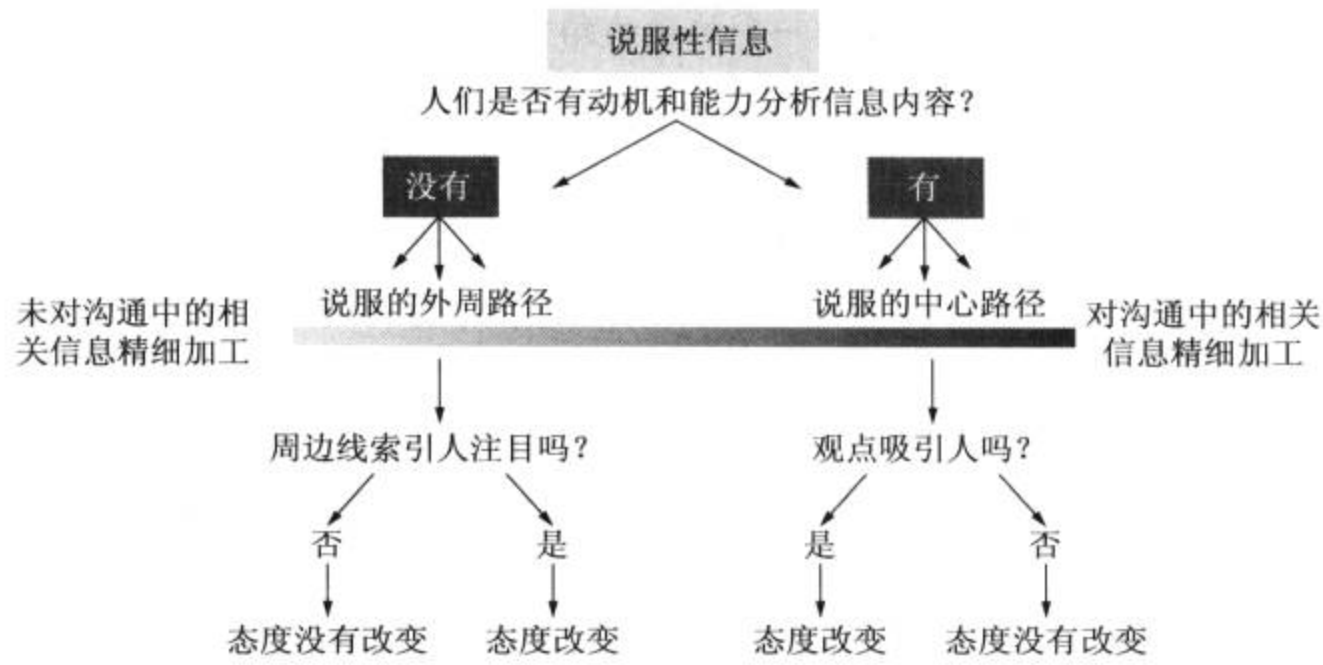 说服性信息
人们是否有动机和能力分析信息内容？
没有
有
说服的外周路径
说服的中心路径
未对沟通中的相
关信息精细加工
对沟通中的相关
信息精细加工
周边线索引人注目吗？
观点吸引人吗？
否
是
是
否
态度没有改变
态度改变
态度改变
态度没有改变